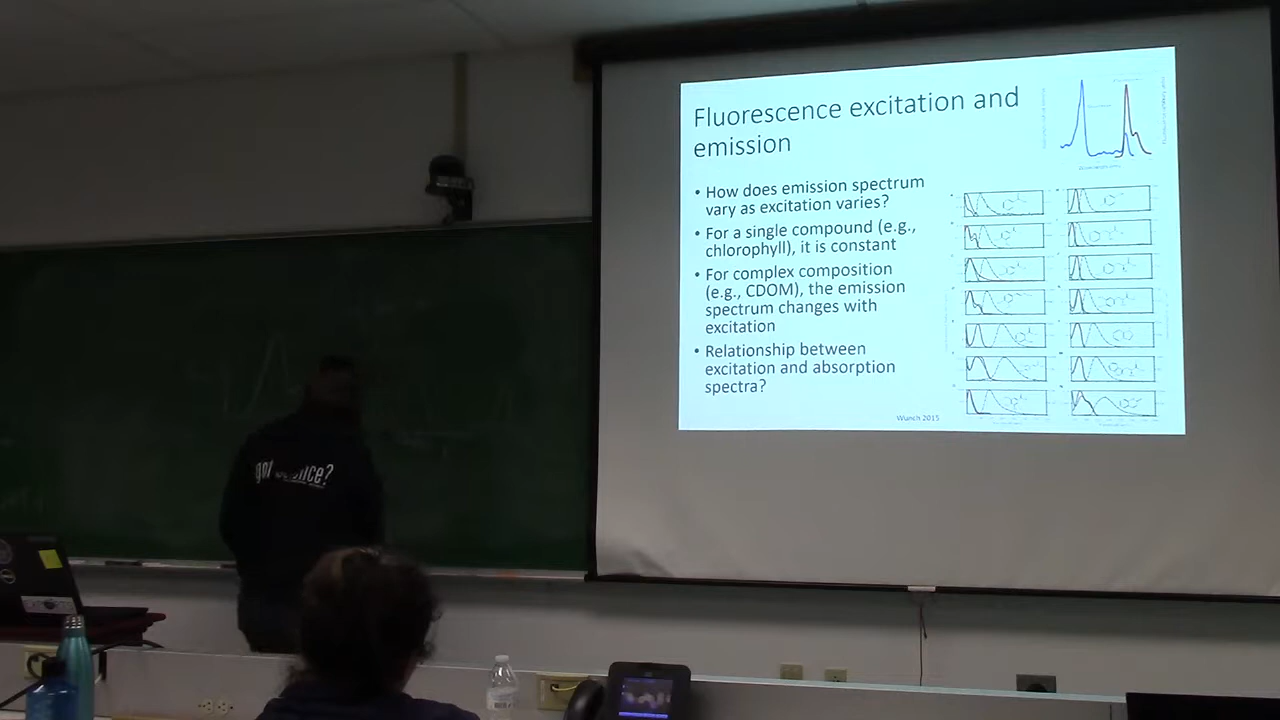 Fluorescence excitation and
emission
• How does emission spectrum
vary as excitation varies?
• For a single compound (e.g.,
chlorophyll), it is constant
• For complex composition
(e.g., CDOM), the emission
spectrum changes with
excitation
• Relationship between
excitation and absorption
spectra?
Wunch 2015
got